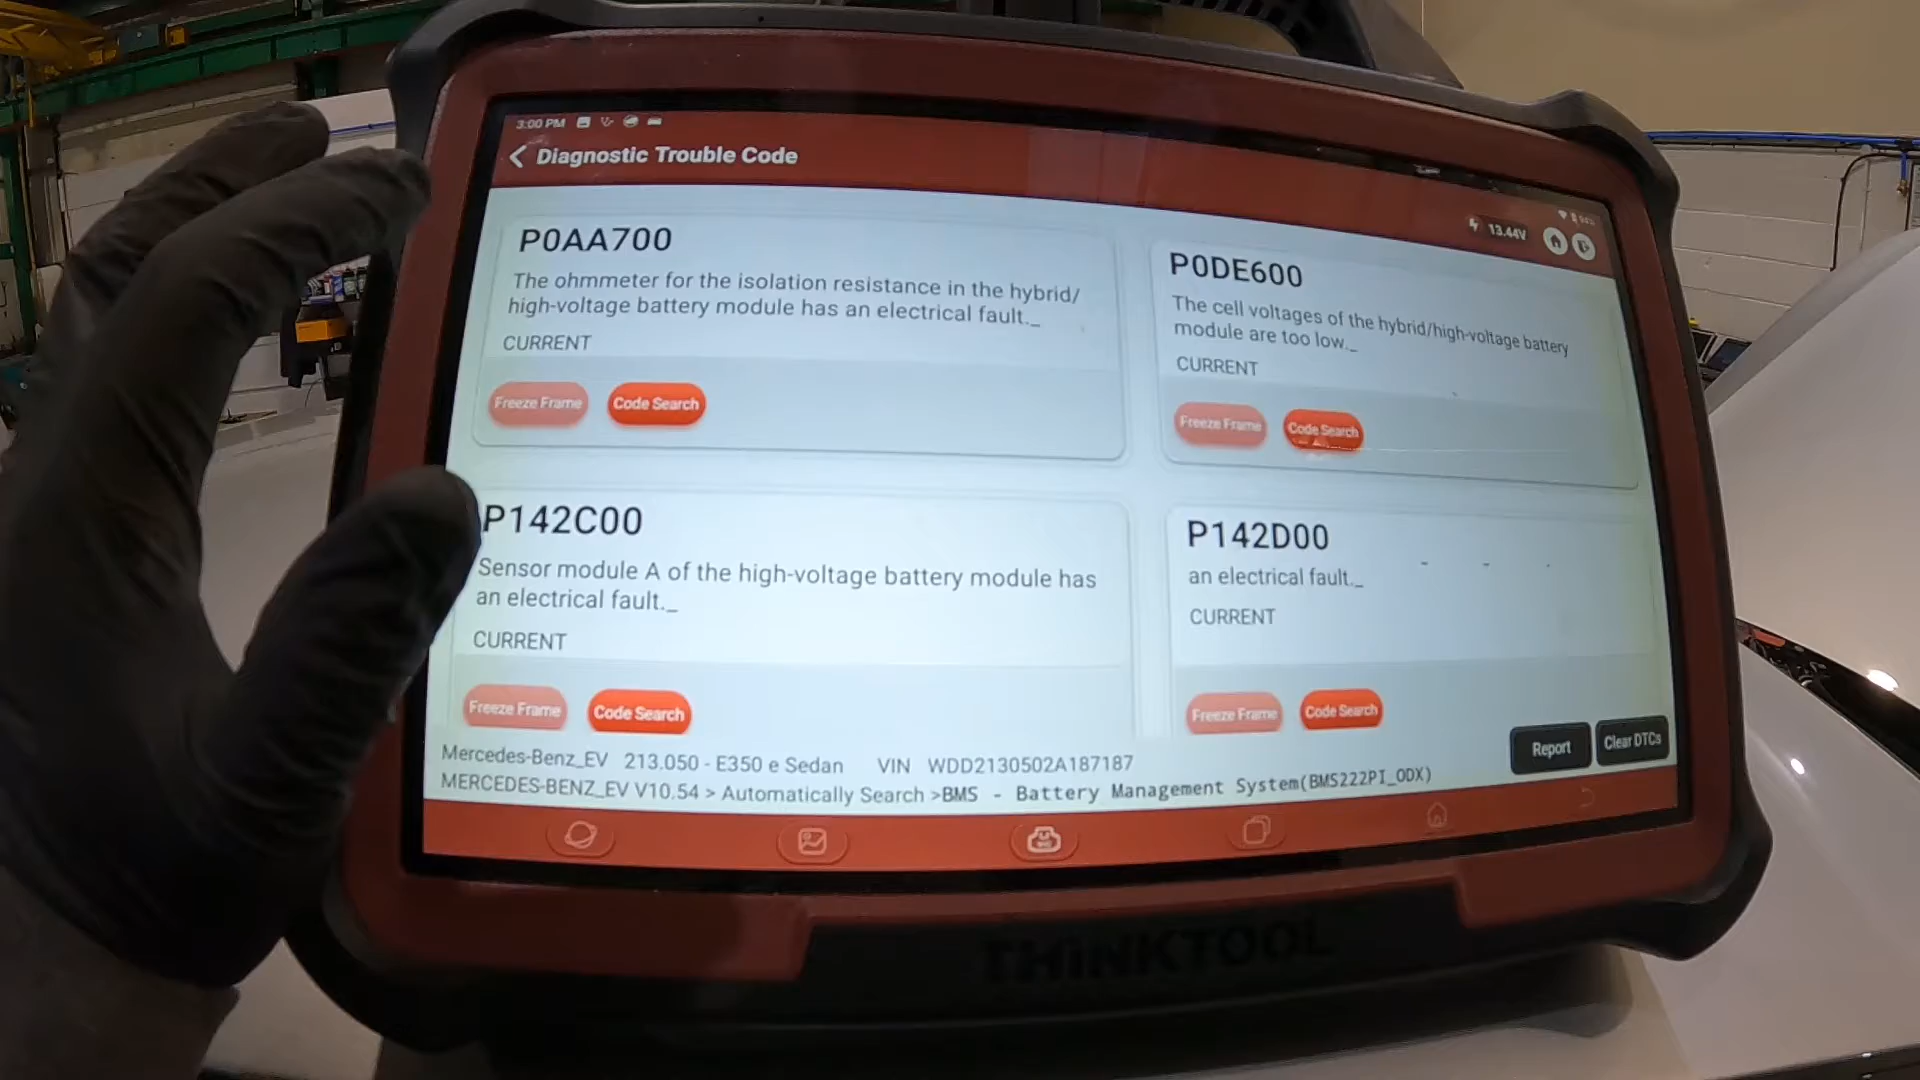 3:00 PM
Diagnostic Trouble Code
13.44V
P0AA700
The ohmmeter for the isolation resistance in the hybrid/
high-voltage battery module has an electrical fault._
CURRENT
Freeze Frame
Code Search
P0DE600
The cell voltages of the hybrid/high-voltage battery
module are too low._
CURRENT
Freeze Frame
Code Search
P142C00
Sensor module A of the high-voltage battery module has
an electrical fault._
CURRENT
Freeze Frame
Code Search
P142D00
an electrical fault._
CURRENT
Freeze Frame
Code Search
Report
Clear DTCs
Mercedes-Benz_EV 213.050 - E350 e Sedan VIN WDD2130502A187187
MERCEDES-BENZ_EV V10.54 > Automatically Search >BMS - Battery Management System(BMS222PI_ODX)
THINKTOOL